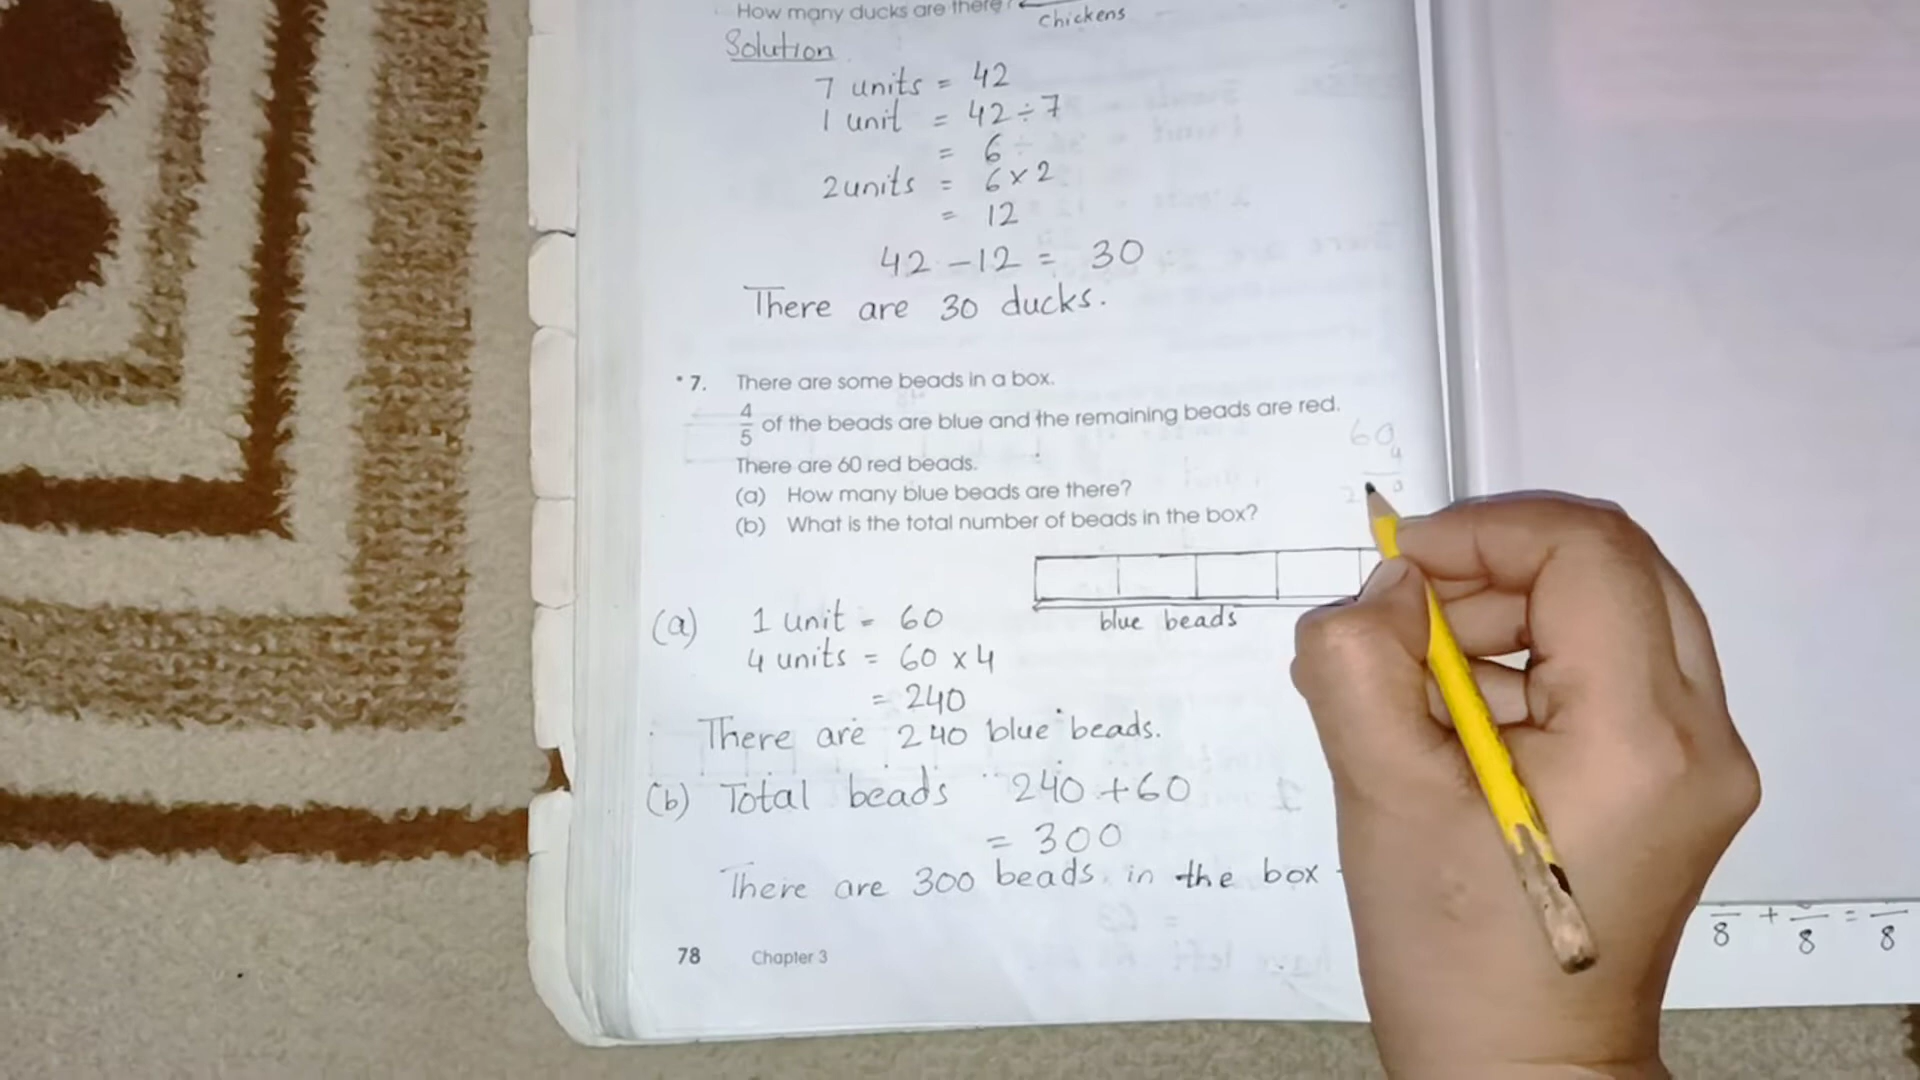 How many ducks are there?
chickens
Solution
7 units = 42
1 unit = 42 ÷ 7
= 6
2 units = 6 x 2
= 12
42 - 12 = 30
There are 30 ducks.
* 7. There are some beads in a box.
4/5 of the beads are blue and the remaining beads are red.
There are 60 red beads.
(a) How many blue beads are there?
(b) What is the total number of beads in the box?
60
4
blue beads
(a) 1 unit = 60
4 units = 60 x 4
= 240
There are 240 blue beads.
(b) Total beads 240 + 60
= 300
There are 300 beads in the box
78 Chapter 3
8 + 8 = 8